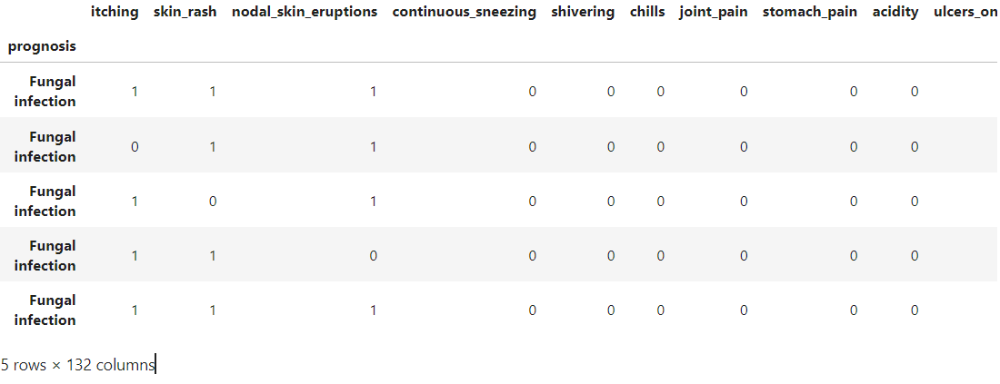 itching skin_rash nodal_skin_eruptions continuous_sneezing shivering chills joint_pain stomach_pain acidity ulcers_on
prognosis
Fungal
infection 1 1 1 0 0 0 0 0 0
Fungal
infection 0 1 1 0 0 0 0 0 0
Fungal
infection 1 0 1 0 0 0 0 0 0
Fungal
infection 1 1 0 0 0 0 0 0 0
Fungal
infection 1 1 1 0 0 0 0 0 0
5 rows × 132 columns